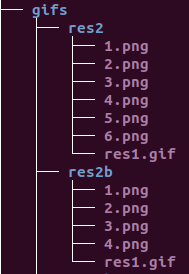 gifs
res2
1.png
2.png
3.png
4.png
5.png
6.png
res1.gif
res2b
1.png
2.png
3.png
4.png
res1.gif